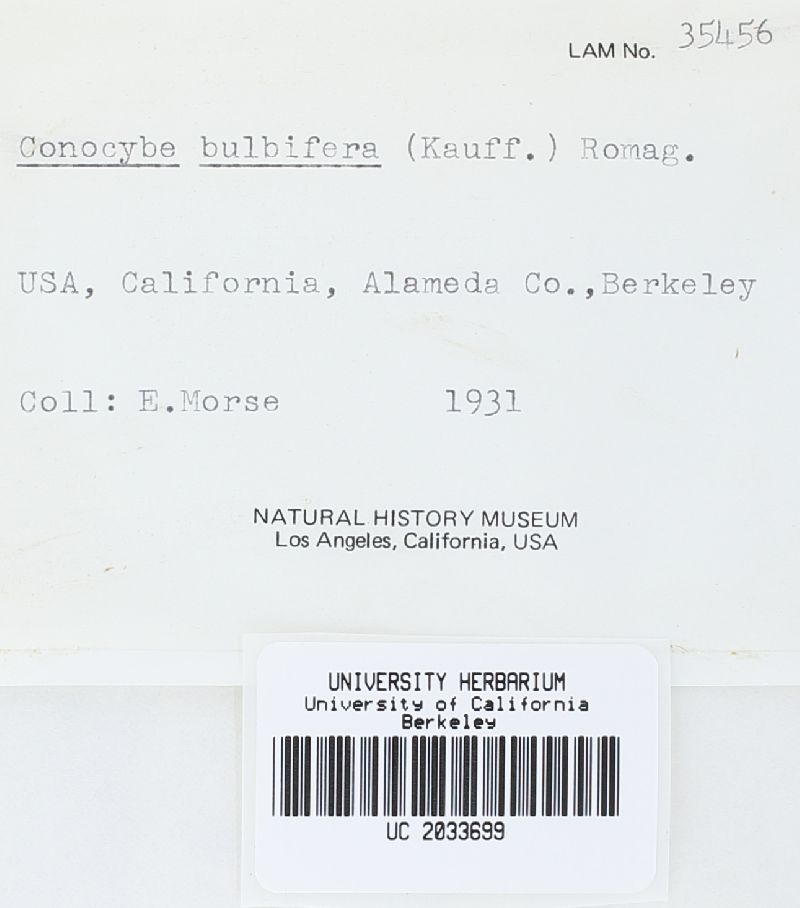 LAM No. 35456
Conocybe bulbifera (Kauff.) Romag.
USA, California, Alameda Co.,Berkeley
Coll: E.Morse 1931
NATURAL HISTORY MUSEUM
Los Angeles, California, USA
UNIVERSITY HERBARIUM
University of California
Berkeley
UC 2033699